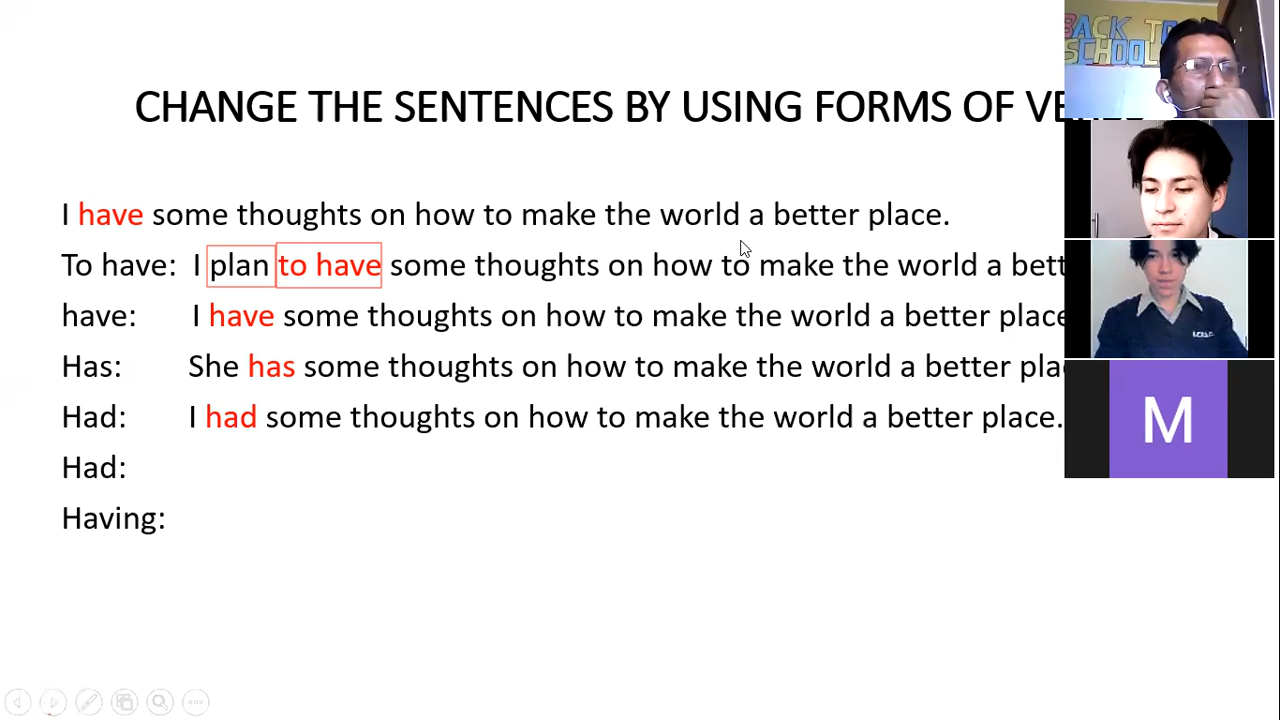 CHANGE THE SENTENCES BY USING FORMS OF
I have some thoughts on how to make the world a better place.
To have: I plan to have some thoughts on how to make the world a
have: I have some thoughts on how to make the world a better place
Has: She has some thoughts on how to make the world a better
Had: I had some thoughts on how to make the world a better place.
Had:
Having:
BACK TO
SCHOOL
M